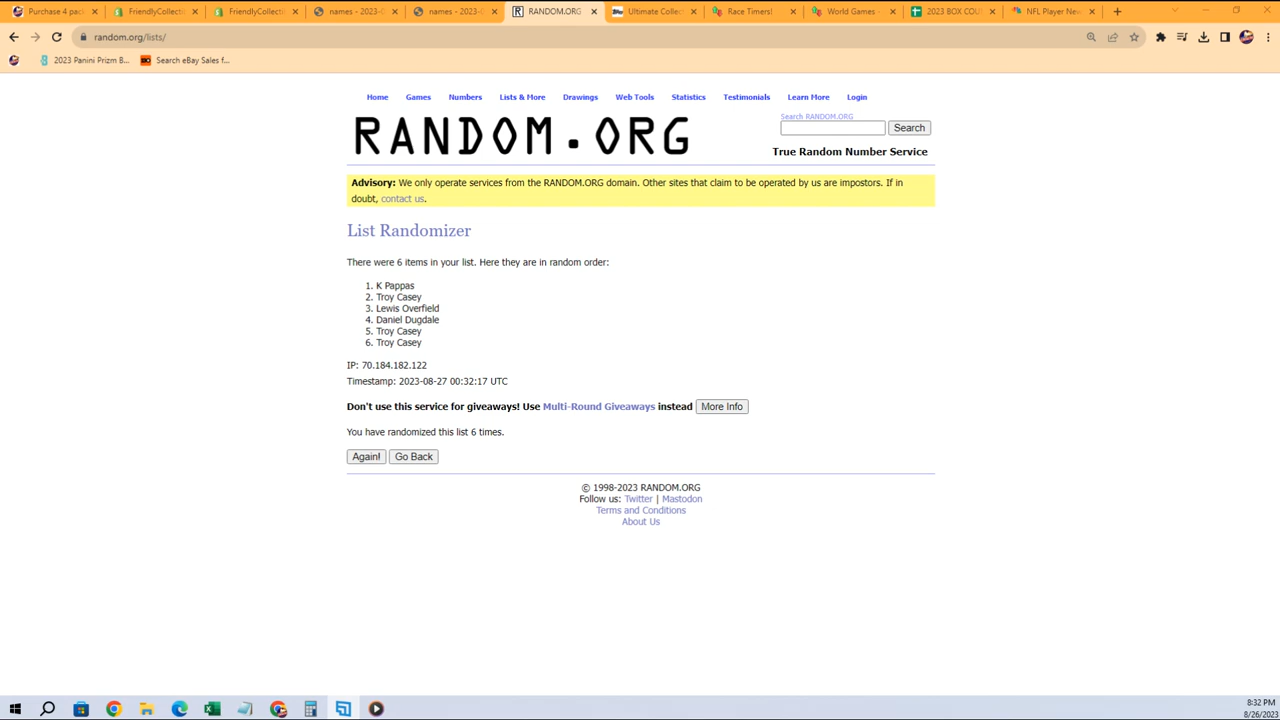 Purchase 4 pac
FriendlyCollecti
FriendlyCollectin
names - 2023-0
names - 2023-0
RANDOM.ORG
Ultimate Collec
Race Timers!
World Games -
2023 BOX COU
NFL Player New
random.org/lists/
2023 Panini Prizm B...
Search eBay Sales f...
Home Games Numbers Lists & More Drawings Web Tools Statistics Testimonials Learn More Login
RANDOM.ORG
Search RANDOM.ORG
Search
True Random Number Service
Advisory: We only operate services from the RANDOM.ORG domain. Other sites that claim to be operated by us are impostors. If in
doubt, contact us.
List Randomizer
There were 6 items in your list. Here they are in random order:
1. K Pappas
2. Troy Casey
3. Lewis Overfield
4. Daniel Dugdale
5. Troy Casey
6. Troy Casey
IP: 70.184.182.122
Timestamp: 2023-08-27 00:32:17 UTC
Don't use this service for giveaways! Use Multi-Round Giveaways instead More Info
You have randomized this list 6 times.
Again! Go Back
© 1998-2023 RANDOM.ORG
Follow us: Twitter | Mastodon
Terms and Conditions
About Us
8:32 PM
8/26/2023